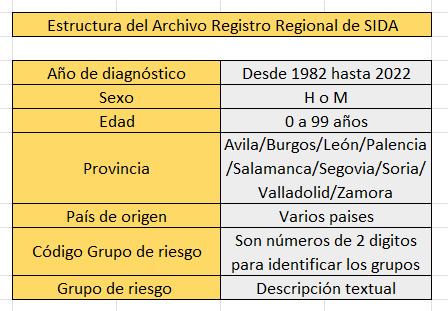 Estructura del Archivo Registro Regional de SIDA
Año de diagnóstico Desde 1982 hasta 2022
Sexo H o M
Edad 0 a 99 años
Provincia Avila/Burgos/León/Palencia
/Salamanca/Segovia/Soria/
Valladolid/Zamora
País de origen Varios paises
Código Grupo de riesgo Son números de 2 digitos
para identificar los grupos
Grupo de riesgo Descripción textual